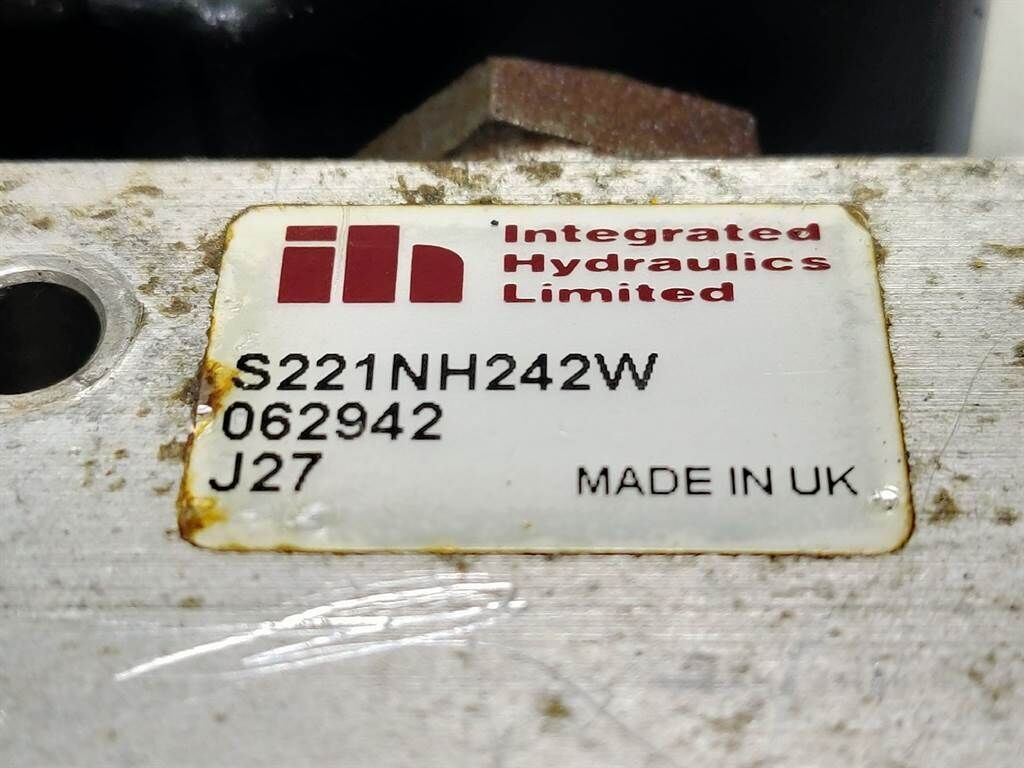 ih
Integrated
Hydraulics
Limited
S221NH242W
062942
J27
MADE IN UK